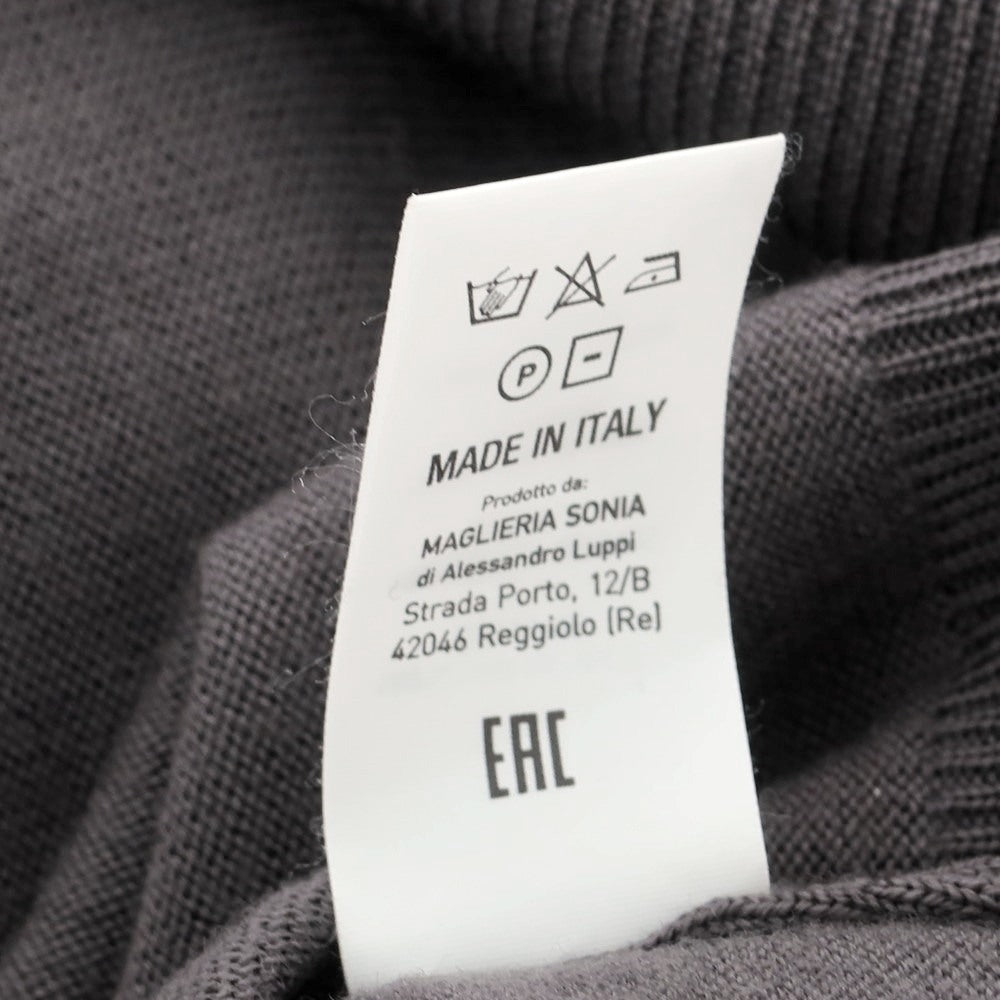 P
MADE IN ITALY
Prodotto da:
MAGLIERIA SONIA
di Alessandro Luppi
Strada Porto, 12/B
42046 Reggiolo (Re)
EAC